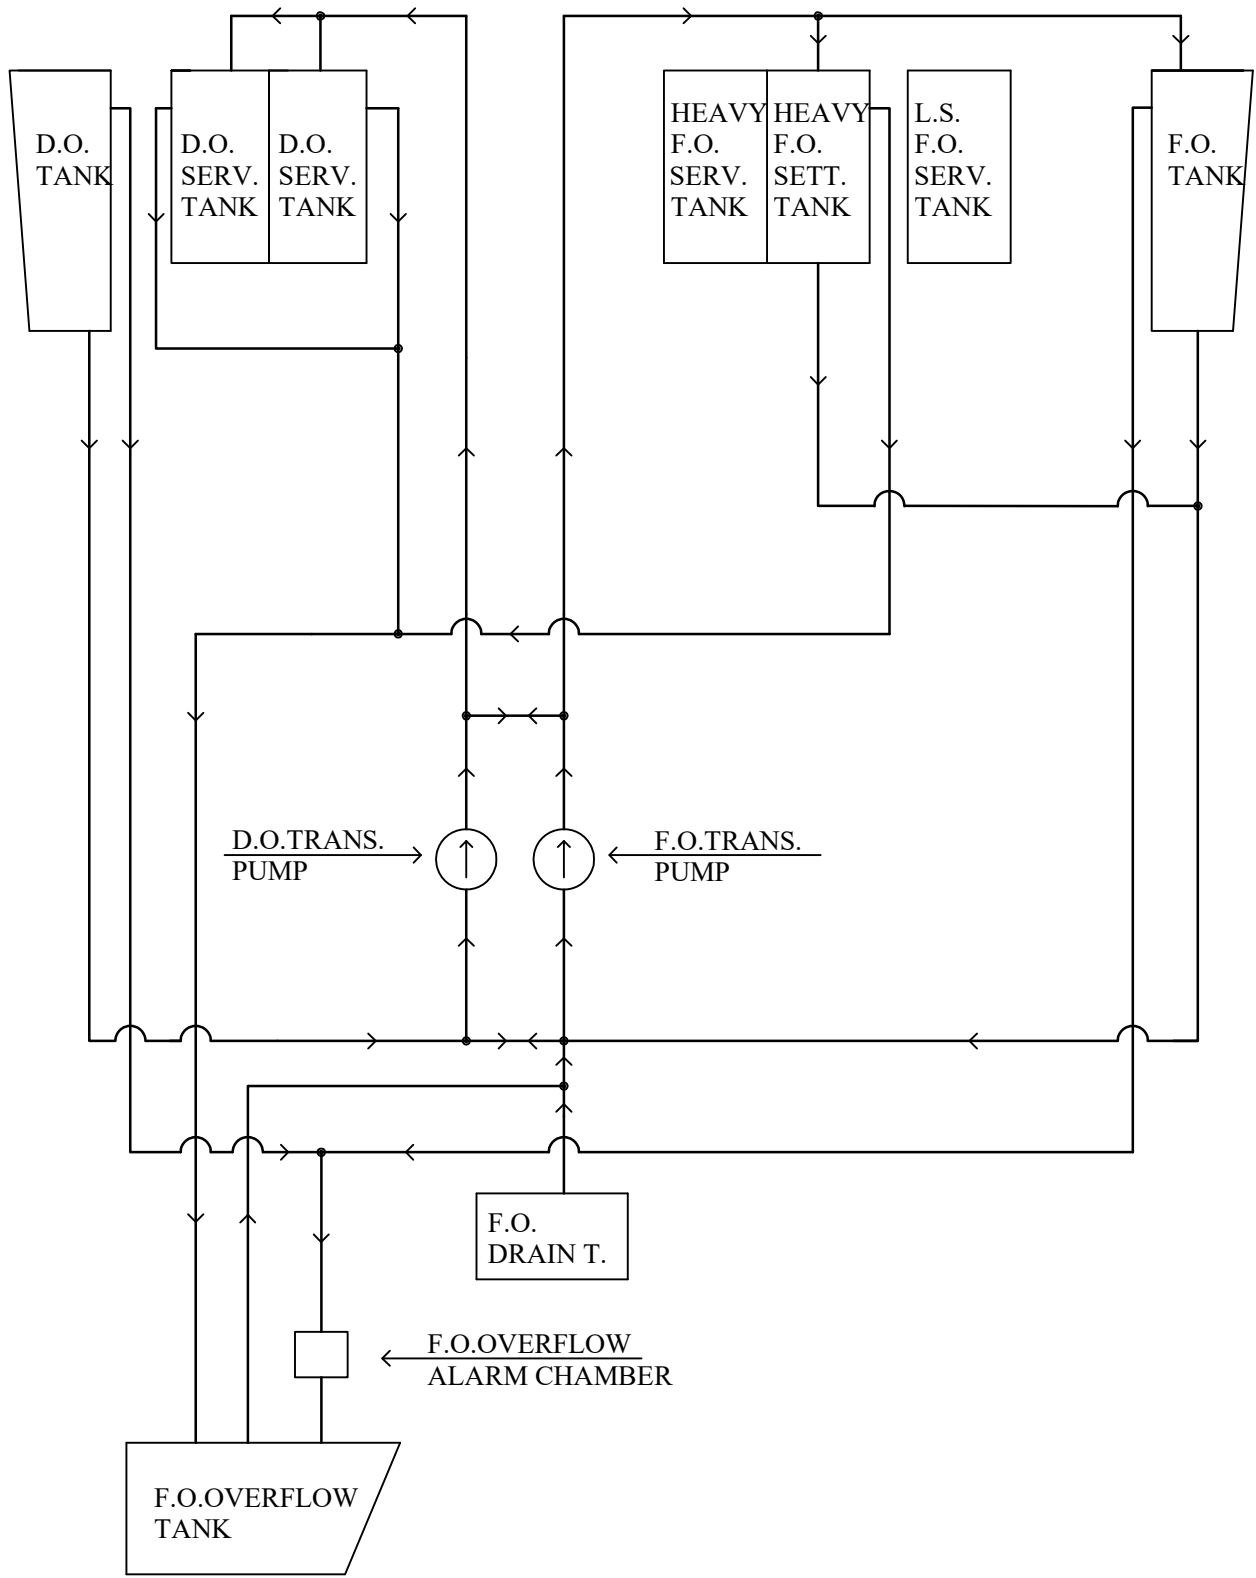 D.O.
TANK
D.O.
SERV.
TANK
D.O.
SERV.
TANK
HEAVY
F.O.
SERV.
TANK
HEAVY
F.O.
SETT.
TANK
L.S.
F.O.
SERV.
TANK
F.O.
TANK
D.O.TRANS.
PUMP
F.O.TRANS.
PUMP
F.O.
DRAIN T.
F.O.OVERFLOW
ALARM CHAMBER
F.O.OVERFLOW
TANK